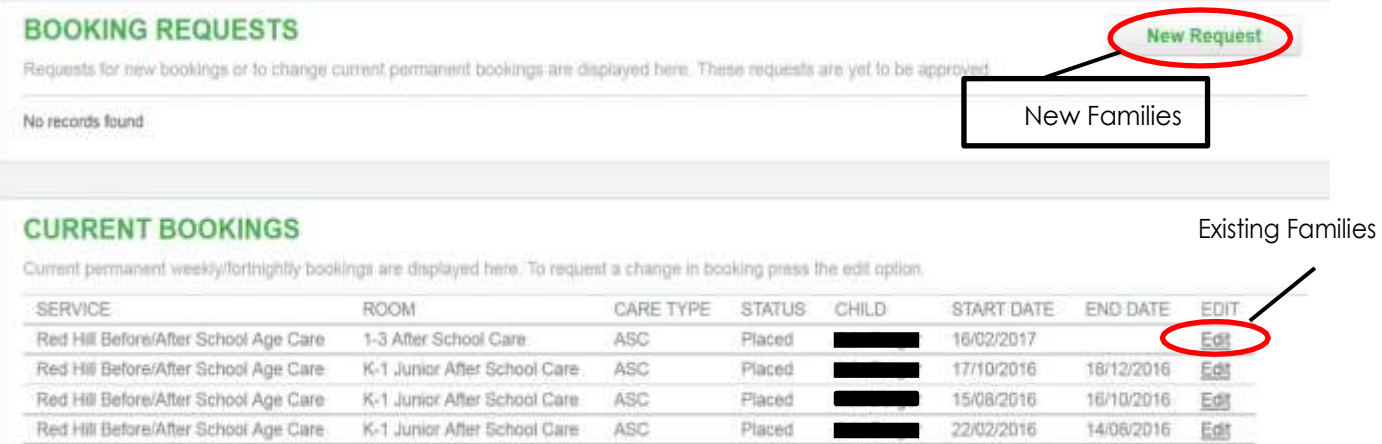 BOOKING REQUESTS
New Request
Requests for new bookings or to change current permanent bookings are displayed here. These requests are yet to be approved
New Families
No records found
CURRENT BOOKINGS
Existing Families
Current permanent weekly/fortnightly bookings are displayed here. To request a change in booking press the edit option.
SERVICE ROOM CARE TYPE STATUS CHILD START DATE END DATE EDIT
Red Hill Before/After School Age Care 1-3 After School Care ASC Placed 16/02/2017 Edit
Red Hill Before/After School Age Care K-1 Junior After School Care ASC Placed 17/10/2016 18/12/2016 Edit
Red Hill Before/After School Age Care K-1 Junior After School Care ASC Placed 15/08/2016 16/10/2016 Edit
Red Hill Before/After School Age Care K-1 Junior After School Care ASC Placed 22/02/2016 14/08/2016 Edit